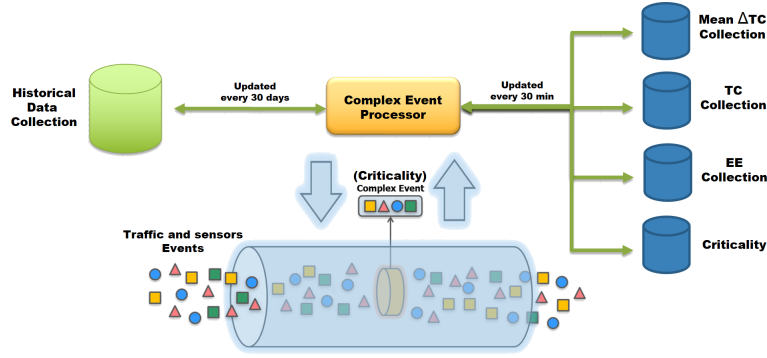 Historical
Data
Collection
Updated
every 30 days
Complex Event
Processor
Updated
every 30 min
Mean ΔTC
Collection
TC
Collection
EE
Collection
Criticality
(Criticality)
Complex Event
Traffic and sensors
Events